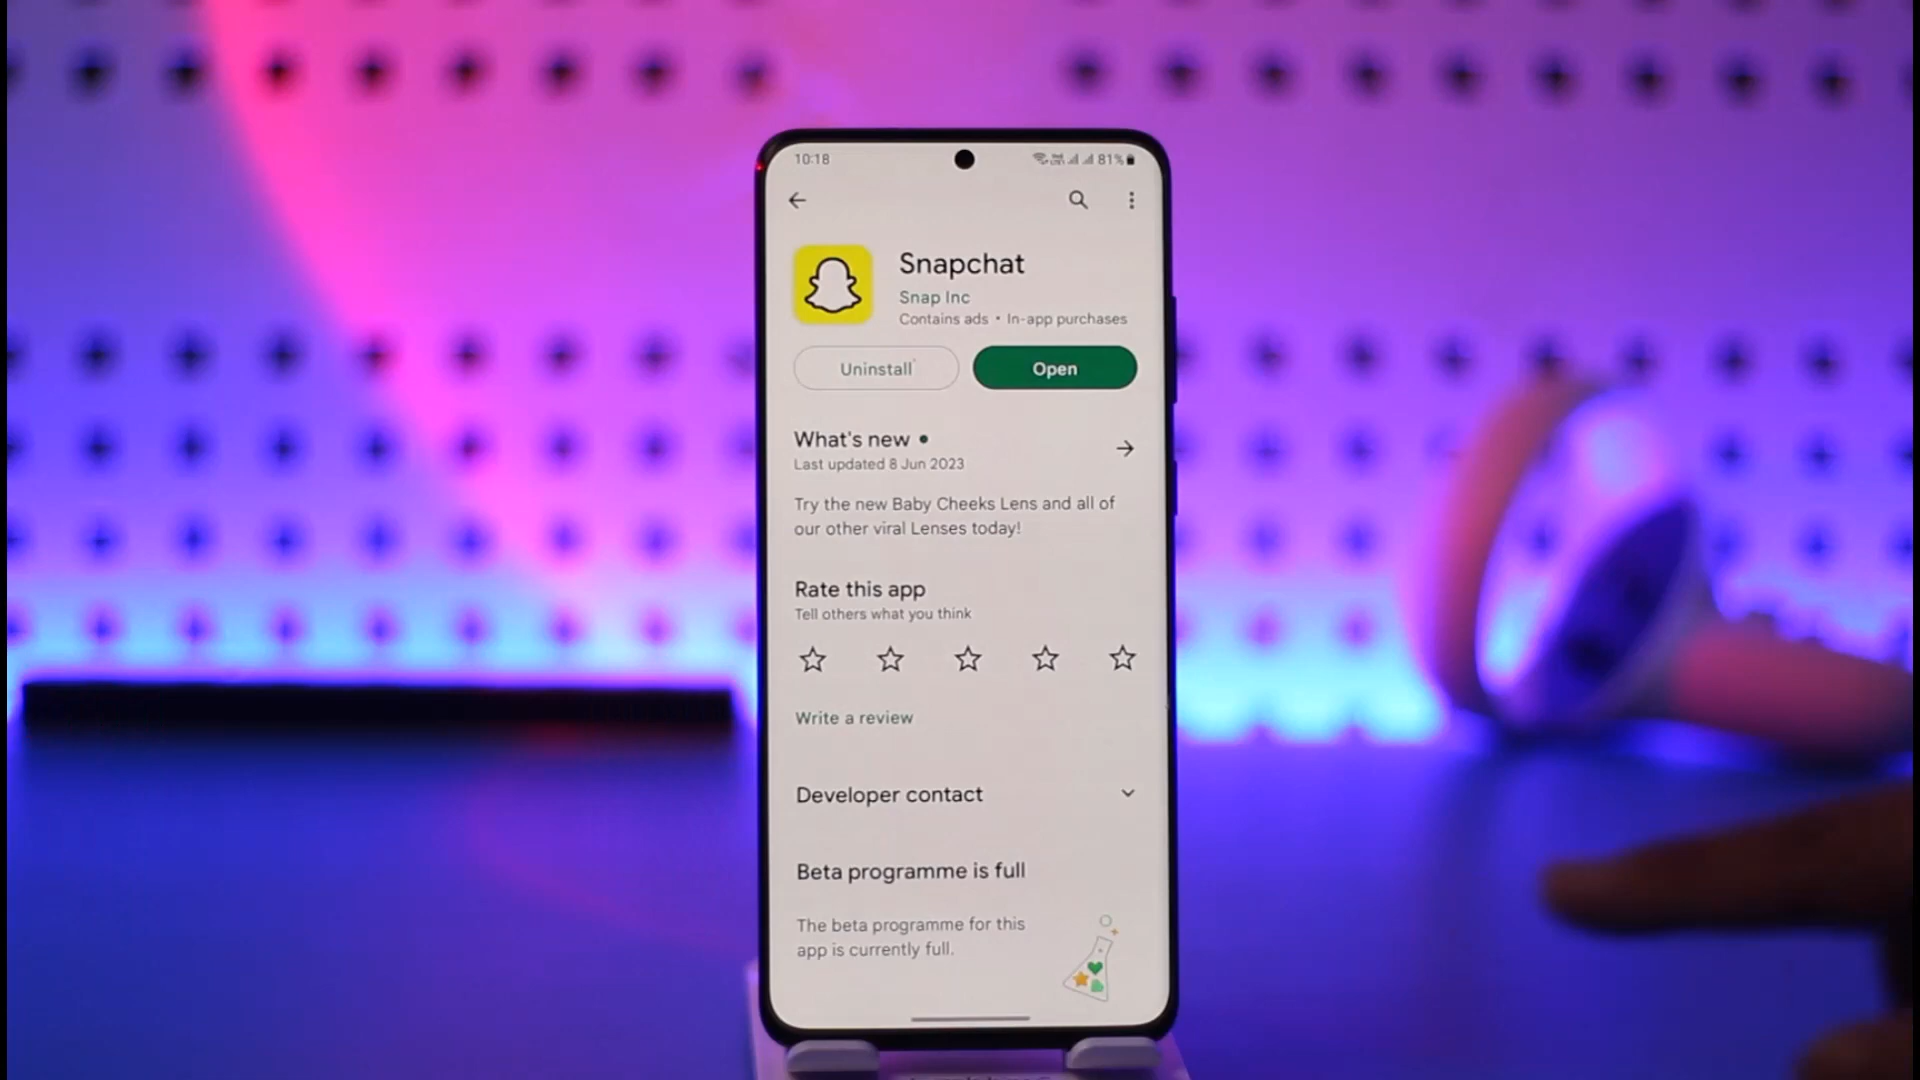 10:18
81%
Snapchat
Snap Inc
Contains ads • In-app purchases
Uninstall
Open
What's new •
Last updated 8 Jun 2023
Try the new Baby Cheeks Lens and all of
our other viral Lenses today!
Rate this app
Tell others what you think
Write a review
Developer contact
Beta programme is full
The beta programme for this
app is currently full.